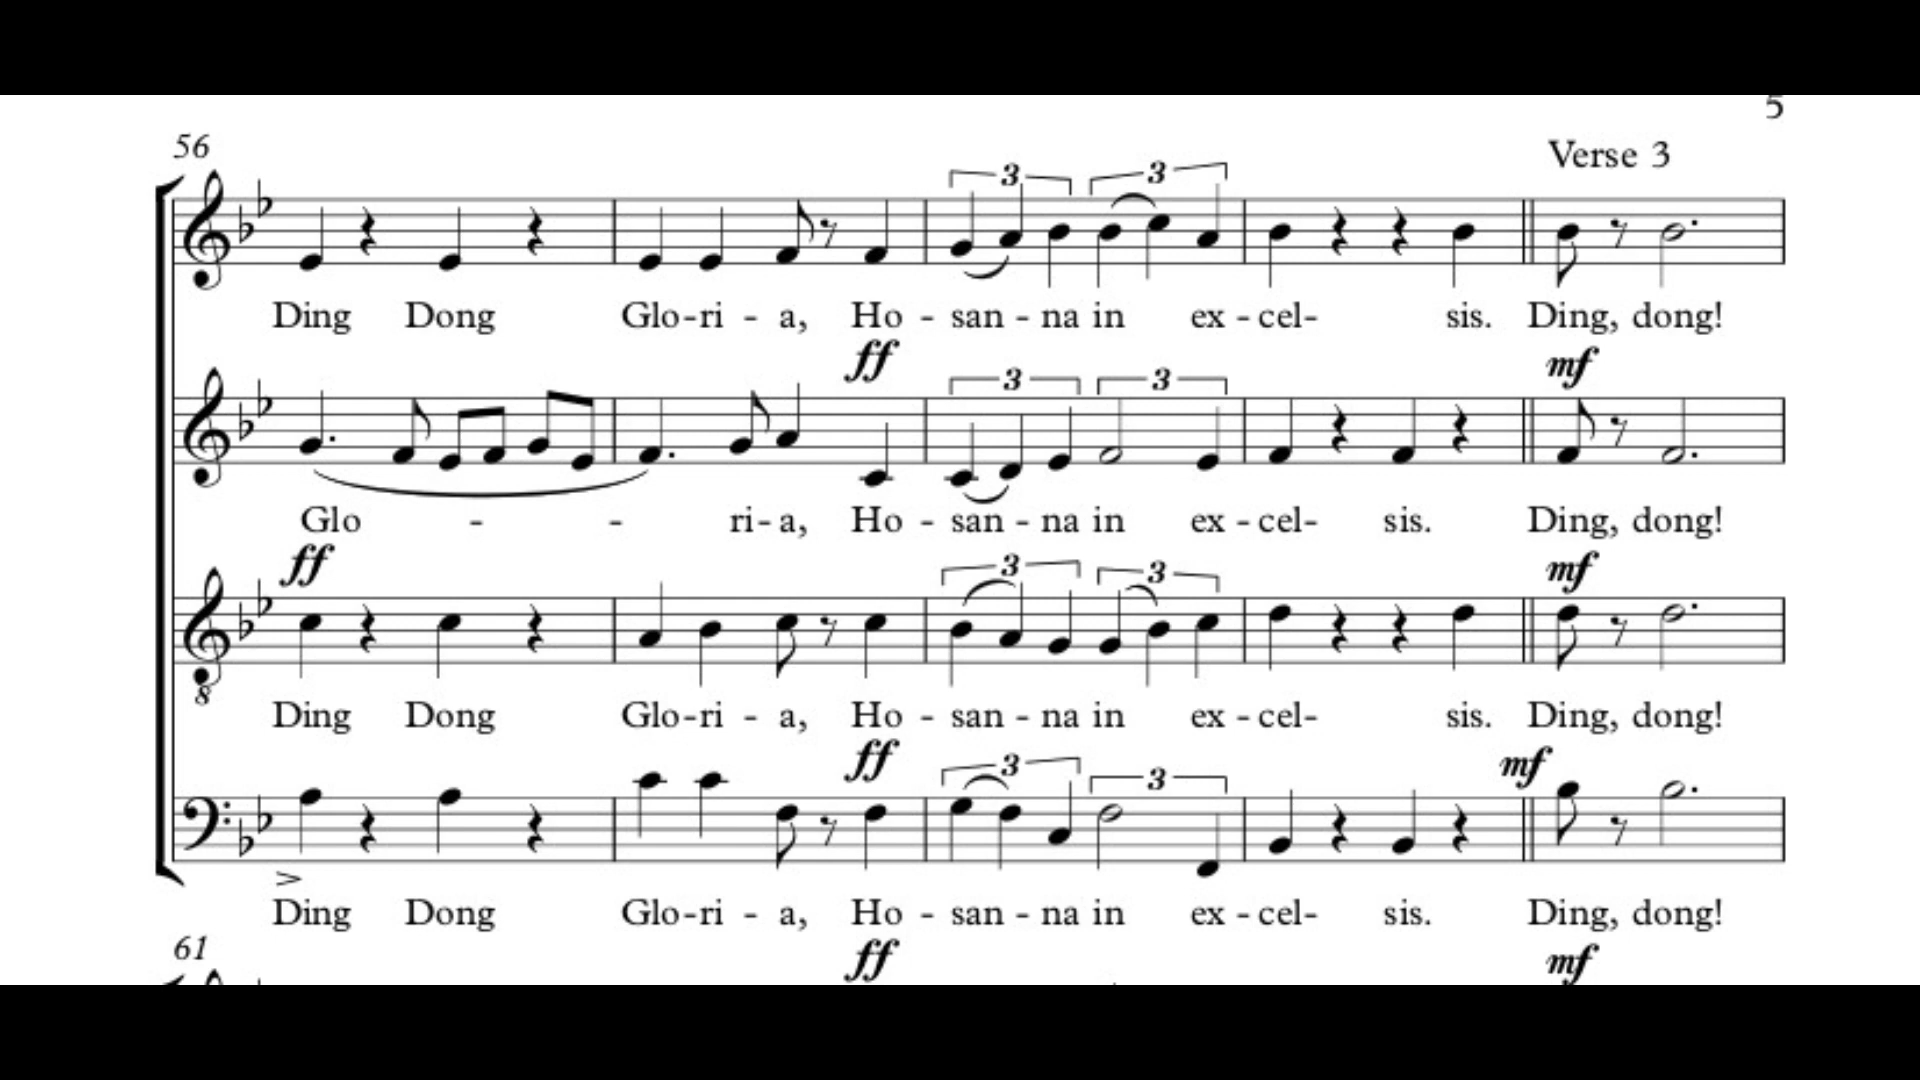 5
56
Verse 3
3 3
Ding Dong Glo-ri - a, Ho - san - na in ex - cel- sis. Ding, dong!
ff mf
3 3
Glo - - ri- a, Ho - san - na in ex - cel- sis. Ding, dong!
ff mf
3 3
8
Ding Dong Glo-ri - a, Ho - san - na in ex - cel- sis. Ding, dong!
ff mf
3 3
Ding Dong Glo-ri - a, Ho - san - na in ex - cel- sis. Ding, dong!
61
ff mf